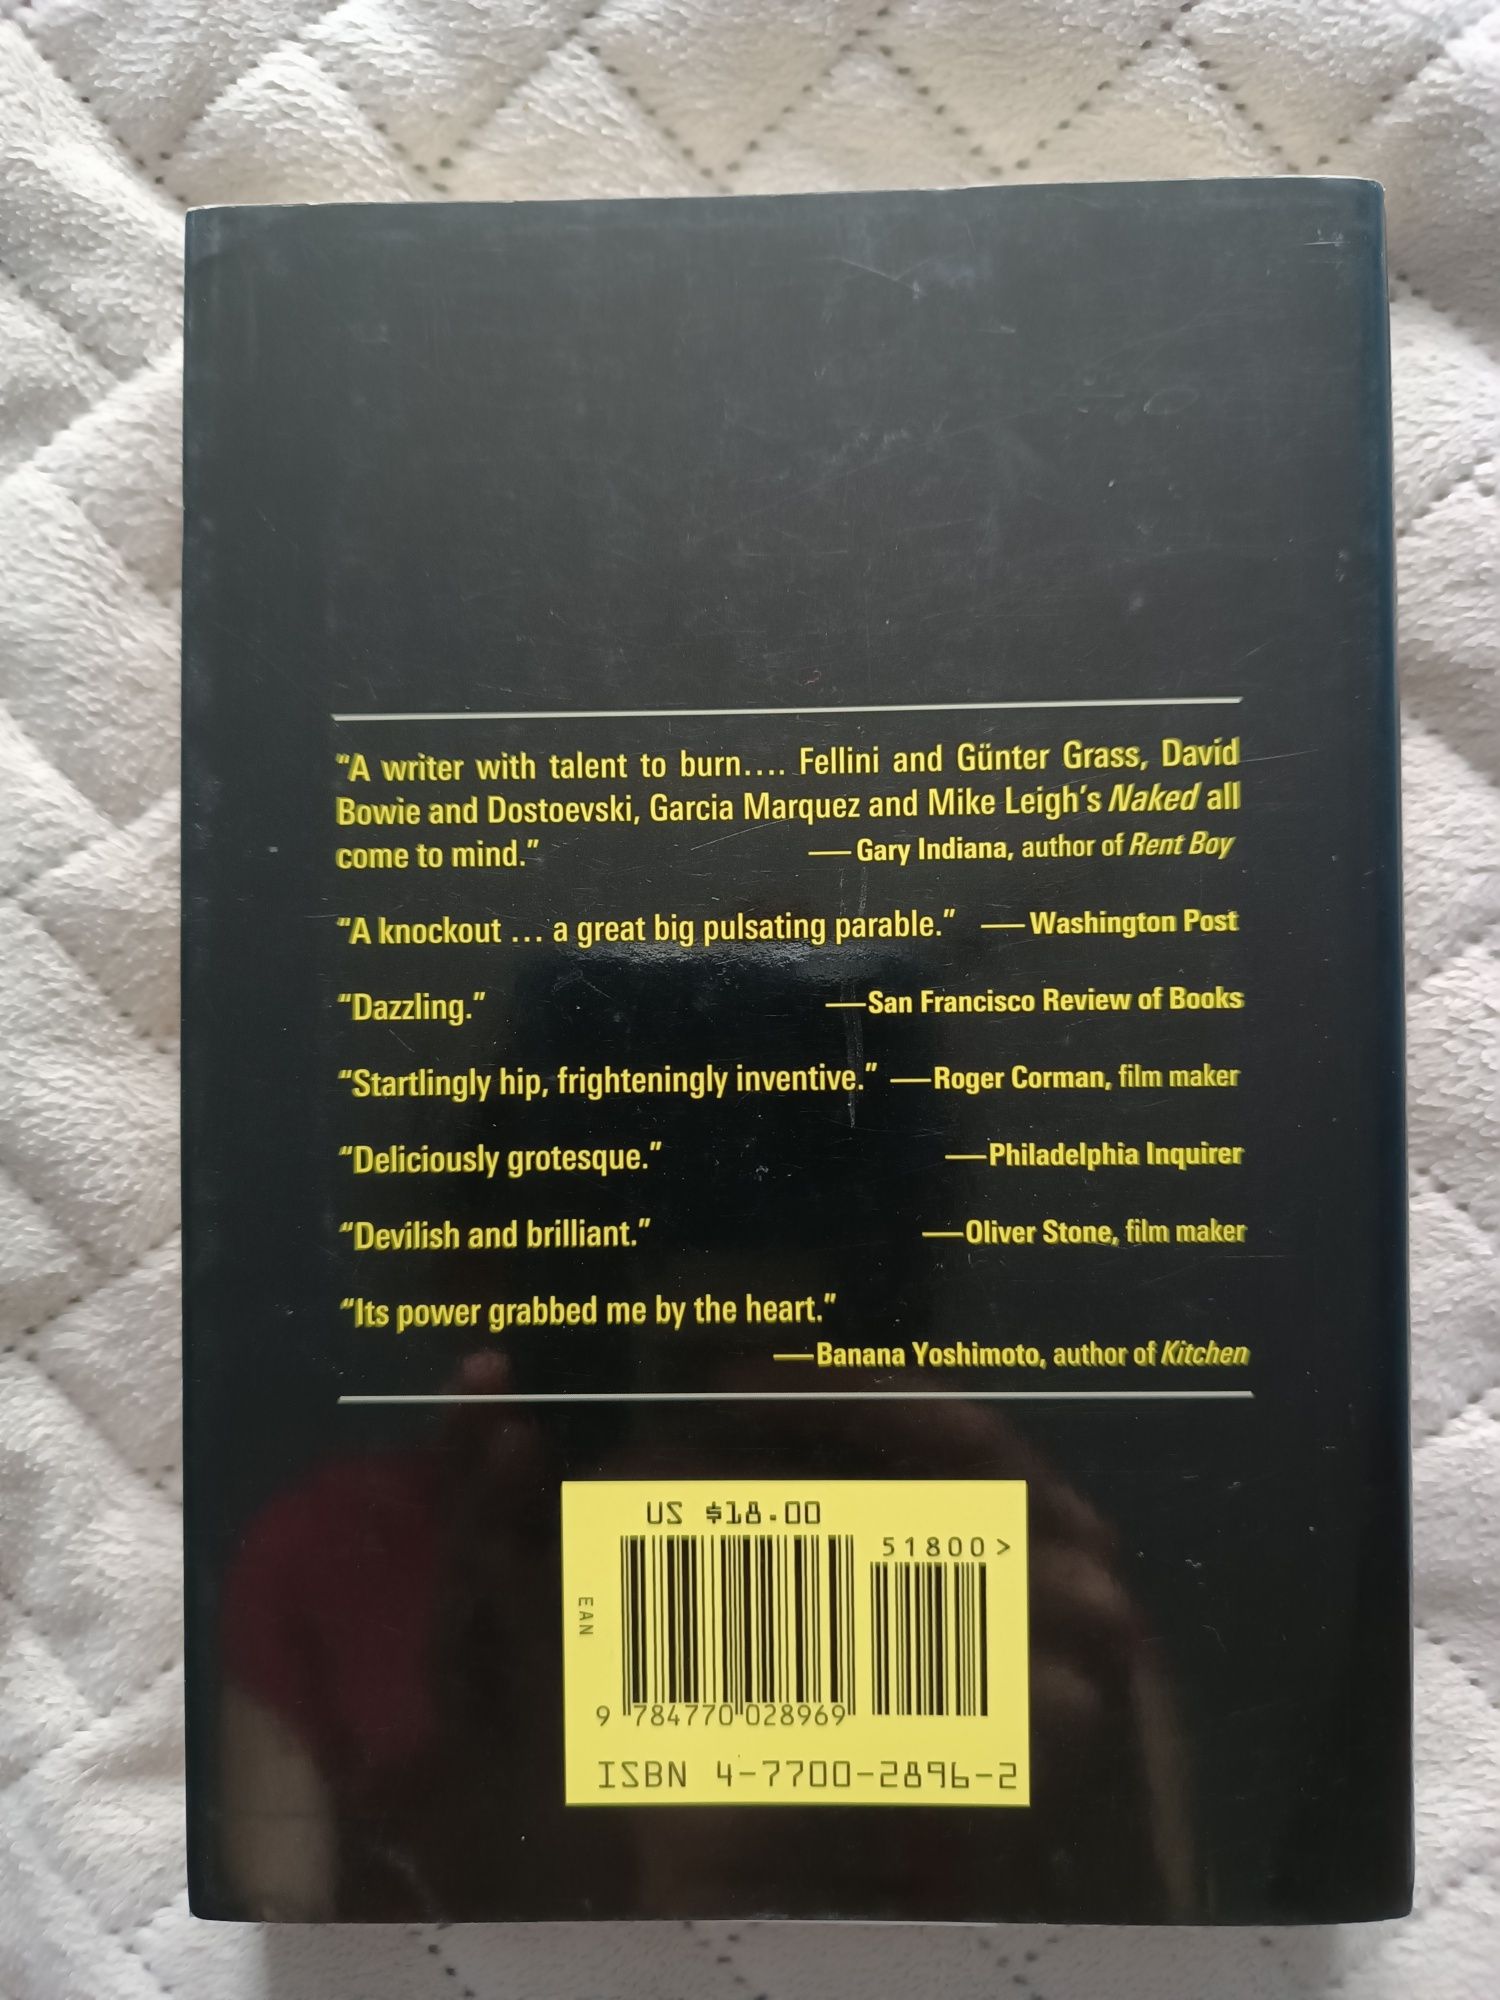 “A writer with talent to burn.... Fellini and Günter Grass, David
Bowie and Dostoevski, Garcia Marquez and Mike Leigh’s Naked all
come to mind.” —Gary Indiana, author of Rent Boy
“A knockout ... a great big pulsating parable.” —Washington Post
“Dazzling.” —San Francisco Review of Books
“Startlingly hip, frighteningly inventive.” —Roger Corman, film maker
“Deliciously grotesque.” —Philadelphia Inquirer
“Devilish and brilliant.” —Oliver Stone, film maker
“Its power grabbed me by the heart.”
—Banana Yoshimoto, author of Kitchen
US $18.00
51800>
EAN
9 784770 028969
ISBN 4-7700-2896-2